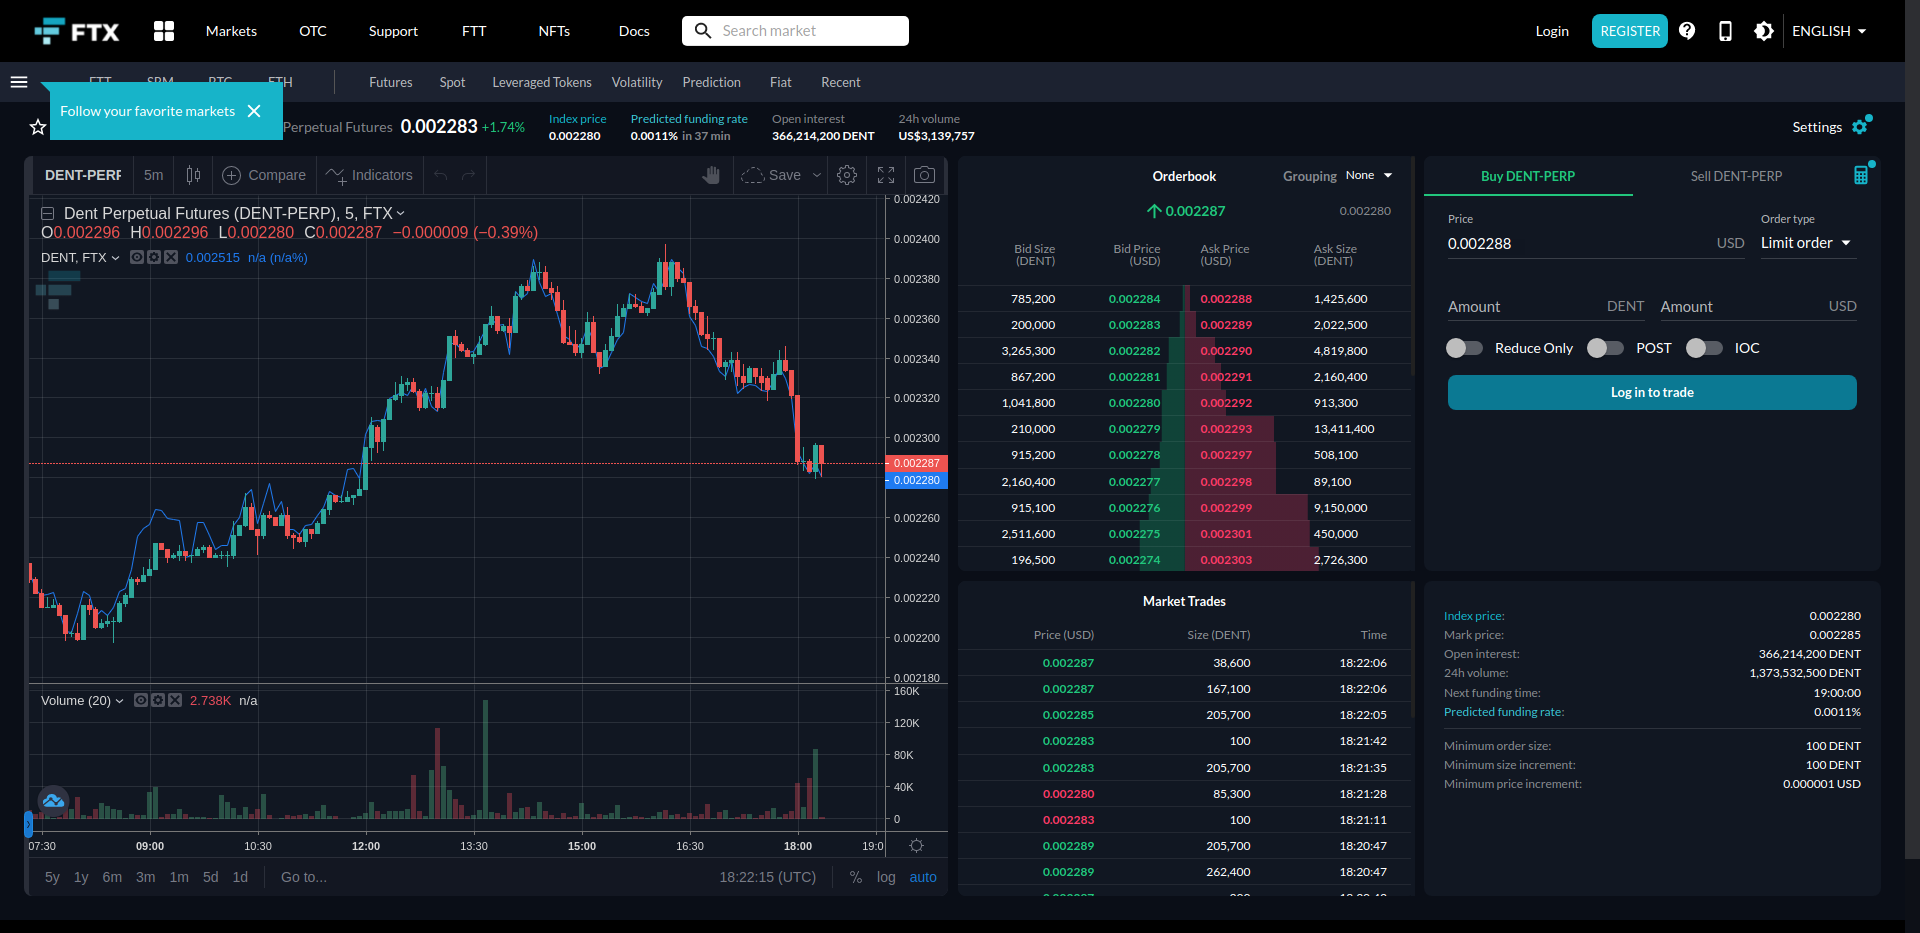 FTX Markets OTC Support FTT NFTs Docs Search market Login REGISTER ENGLISH
Futures Spot Leveraged Tokens Volatility Prediction Fiat Recent
Follow your favorite markets
Perpetual Futures 0.002283 +1.74%
Index price
0.002280
Predicted funding rate
0.0011% in 37 min
Open interest
366,214,200 DENT
24h volume
US$3,139,757
Settings
DENT-PERP 5m Compare Indicators Save
Dent Perpetual Futures (DENT-PERP), 5, FTX
O0.002296 H0.002296 L0.002280 C0.002287 −0.000009 (−0.39%)
DENT, FTX 0.002515 n/a (n/a%)
0.002420
0.002400
0.002380
0.002360
0.002340
0.002320
0.002300
0.002287
0.002280
0.002260
0.002240
0.002220
0.002200
0.002180
Volume (20) 2.738K n/a
160K
120K
80K
40K
0
07:30 09:00 10:30 12:00 13:30 15:00 16:30 18:00 19:0
5y 1y 6m 3m 1m 5d 1d Go to... 18:22:15 (UTC) % log auto
Orderbook Grouping None
0.002287 0.002280
Bid Size (DENT) Bid Price (USD) Ask Price (USD) Ask Size (DENT)
785,200 0.002284 0.002288 1,425,600
200,000 0.002283 0.002289 2,022,500
3,265,300 0.002282 0.002290 4,819,800
867,200 0.002281 0.002291 2,160,400
1,041,800 0.002280 0.002292 913,300
210,000 0.002279 0.002293 13,411,400
915,200 0.002278 0.002297 508,100
2,160,400 0.002277 0.002298 89,100
915,100 0.002276 0.002299 9,150,000
2,511,600 0.002275 0.002301 450,000
196,500 0.002274 0.002303 2,726,300
Market Trades
Price (USD) Size (DENT) Time
0.002287 38,600 18:22:06
0.002287 167,100 18:22:06
0.002285 205,700 18:22:05
0.002283 100 18:21:42
0.002283 205,700 18:21:35
0.002280 85,300 18:21:28
0.002283 100 18:21:11
0.002289 205,700 18:20:47
0.002289 262,400 18:20:47
Buy DENT-PERP Sell DENT-PERP
Price Order type
0.002288 USD Limit order
Amount DENT Amount USD
Reduce Only POST IOC
Log in to trade
Index price: 0.002280
Mark price: 0.002285
Open interest: 366,214,200 DENT
24h volume: 1,373,532,500 DENT
Next funding time: 19:00:00
Predicted funding rate: 0.0011%
Minimum order size: 100 DENT
Minimum size increment: 100 DENT
Minimum price increment: 0.000001 USD